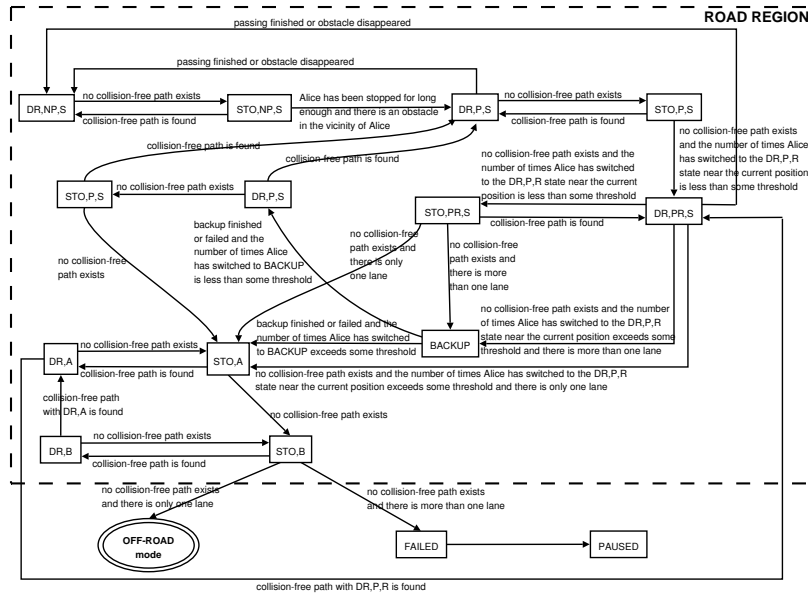 ROAD REGION
passing finished or obstacle disappeared
passing finished or obstacle disappeared
DR,NP,S
no collision-free path exists
collision-free path is found
STO,NP,S
Alice has been stopped for long
enough and there is an obstacle
in the vicinity of Alice
DR,P,S
no collision-free path exists
collision-free path is found
STO,P,S
no collision-free path exists
and the number of times Alice
has switched to the DR,P,R
state near the current position
is less than some threshold
collision-free path is found
collision-free path is found
STO,P,S
no collision-free path exists
DR,P,S
no collision-free path exists and the
number of times Alice has switched
to the DR,P,R state near the current
position is less than some threshold
STO,PR,S
collision-free path is found
DR,PR,S
backup finished
or failed and the
number of times Alice
has switched to BACKUP
is less than some threshold
no collision-free
path exists and
there is only
one lane
no collision-free
path exists and
there is more
than one lane
no collision-free
path exists
no collision-free path exists and the number
of times Alice has switched to the DR,P,R
state near the current position exceeds some
threshold and there is more than one lane
backup finished or failed and the
number of times Alice has switched
to BACKUP exceeds some threshold
BACKUP
DR,A
no collision-free path exists
collision-free path is found
STO,A
no collision-free path exists and the number of times Alice has switched to the DR,P,R
state near the current position exceeds some threshold and there is only one lane
collision-free path
with DR,A is found
no collision-free path exists
DR,B
no collision-free path exists
collision-free path is found
STO,B
no collision-free path exists
and there is only one lane
no collision-free path exists
and there is more than one lane
OFF-ROAD
mode
FAILED
PAUSED
collision-free path with DR,P,R is found